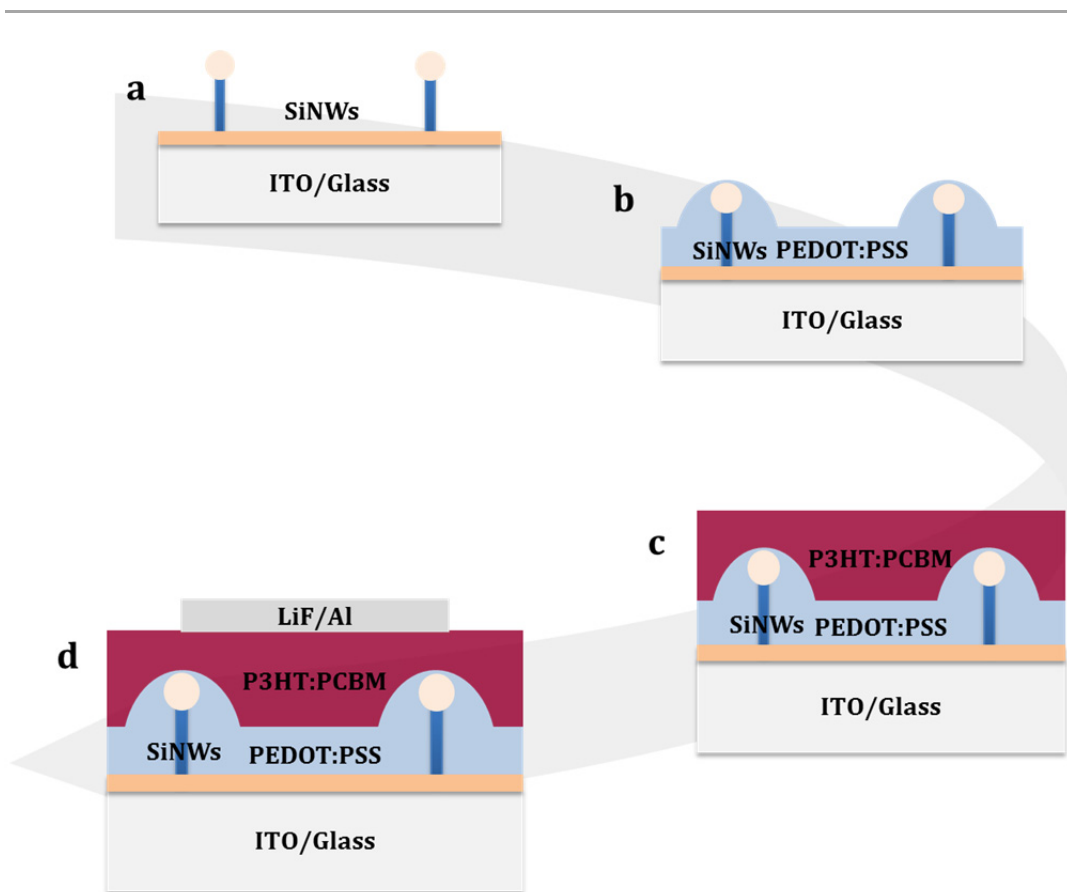 a
SiNWs
ITO/Glass
b
SiNWs PEDOT:PSS
ITO/Glass
c
P3HT:PCBM
SiNWs PEDOT:PSS
ITO/Glass
d
LiF/Al
P3HT:PCBM
SiNWs PEDOT:PSS
ITO/Glass